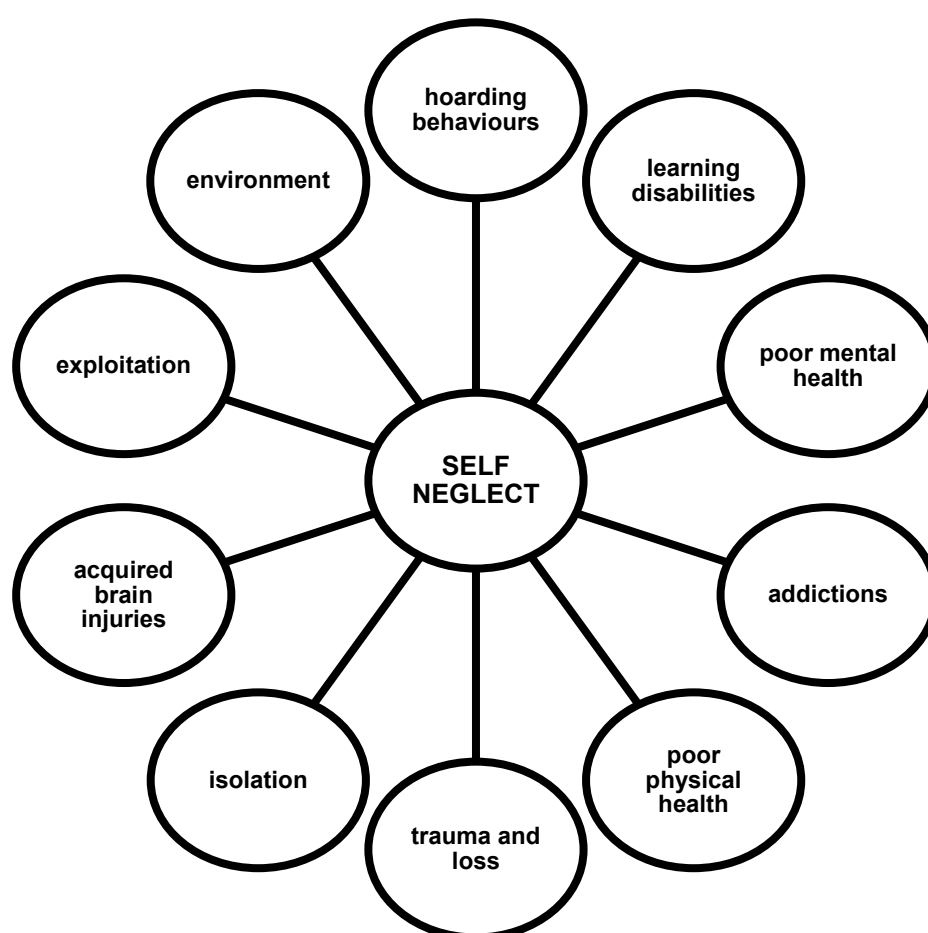 hoarding
behaviours
learning
disabilities
poor mental
health
addictions
poor
physical
health
trauma and
loss
isolation
acquired
brain
injuries
exploitation
environment
SELF
NEGLECT